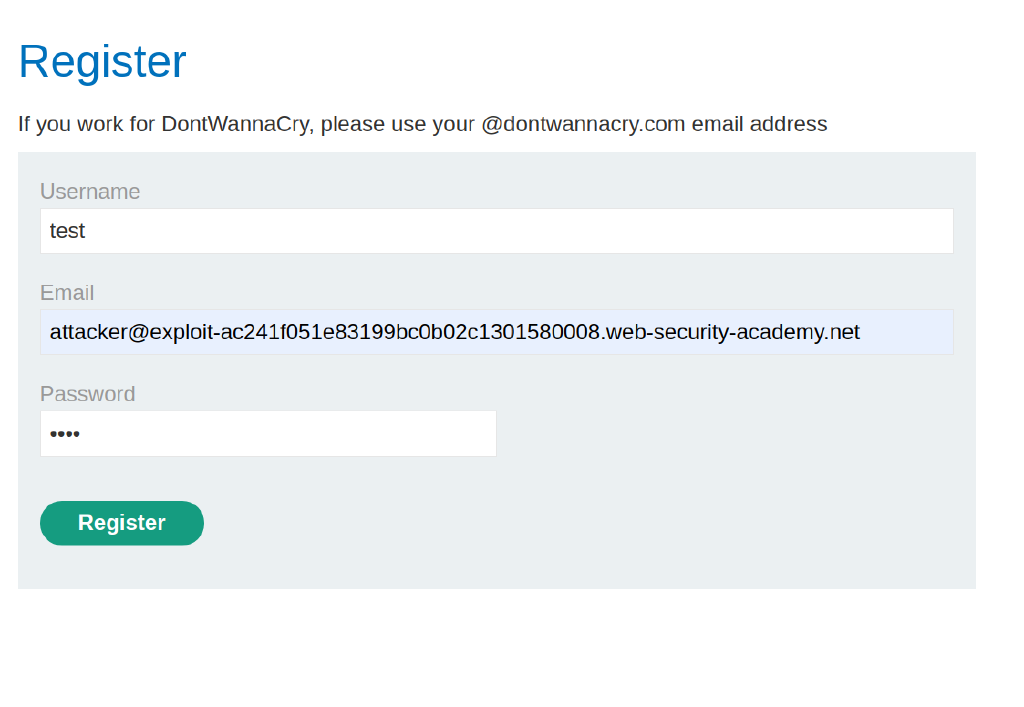 Register
If you work for DontWannaCry, please use your @dontwannacry.com email address
Username
test
Email
attacker@exploit-ac241f051e83199bc0b02c1301580008.web-security-academy.net
Password
••••
Register